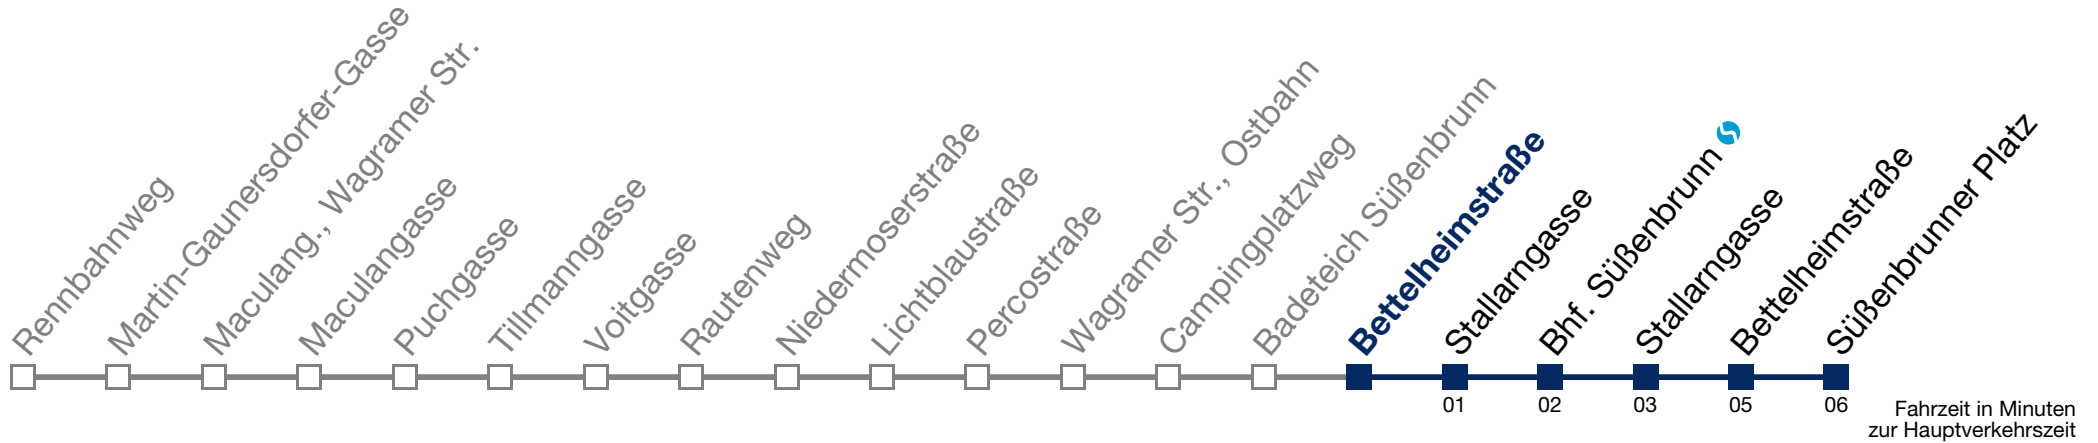 Rennbahnweg
Martin-Gaunersdorfer-Gasse
Maculang., Wagramer Str.
Maculangasse
Puchgasse
Tillmanngasse
Voitgasse
Rautenweg
Niedermoserstraße
Lichtblaustraße
Percostraße
Wagramer Str., Ostbahn
Campingplatzweg
Badeteich Süßenbrunn
Bettelheimstraße
Stallarngasse
Bhf. Süßenbrunn
Stallarngasse
Bettelheimstraße
Süßenbrunner Platz
01 02 03 05 06
Fahrzeit in Minuten
zur Hauptverkehrszeit